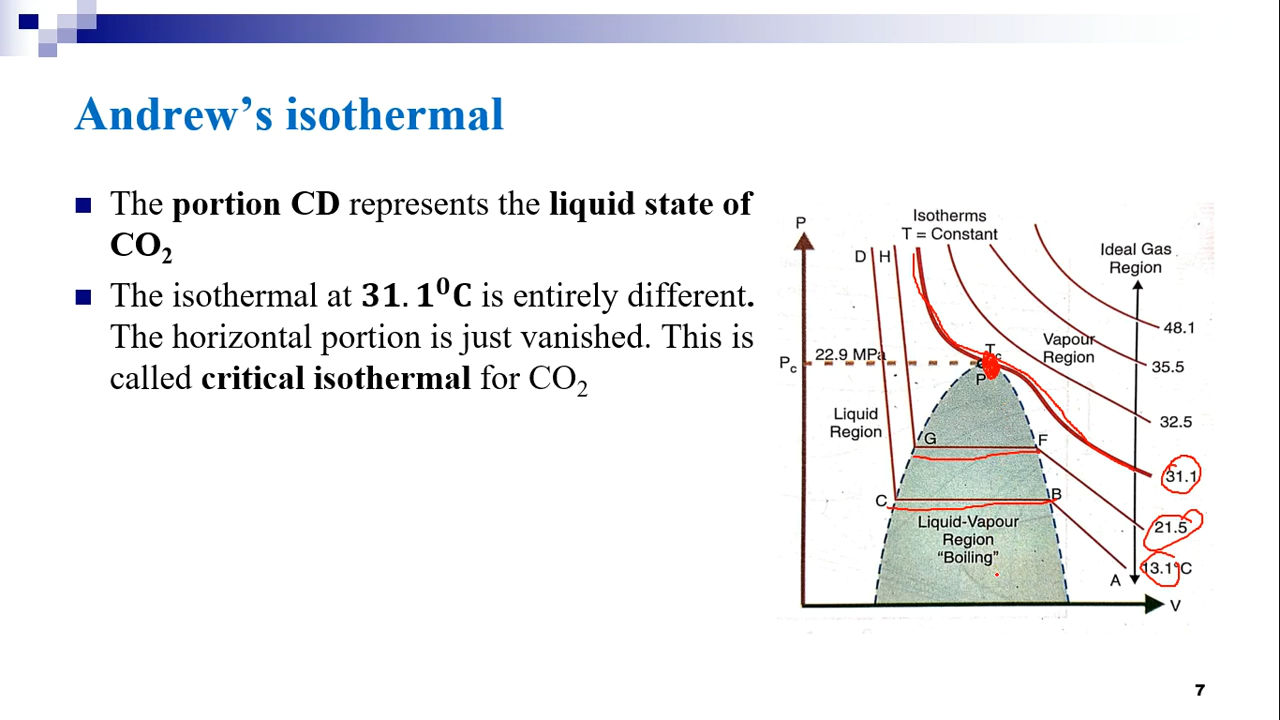 Andrew’s isothermal
The portion CD represents the liquid state of
CO₂
The isothermal at 31.1⁰C is entirely different.
The horizontal portion is just vanished. This is
called critical isothermal for CO₂
P
Isotherms
T = Constant
D H
Ideal Gas
Region
48.1
Vapour
Region
35.5
Pc
22.9 MPa
Tc
P
Liquid
Region
32.5
G
F
31.1
C
B
Liquid-Vapour
Region
“Boiling”
21.5
13.1°C
A
V
7